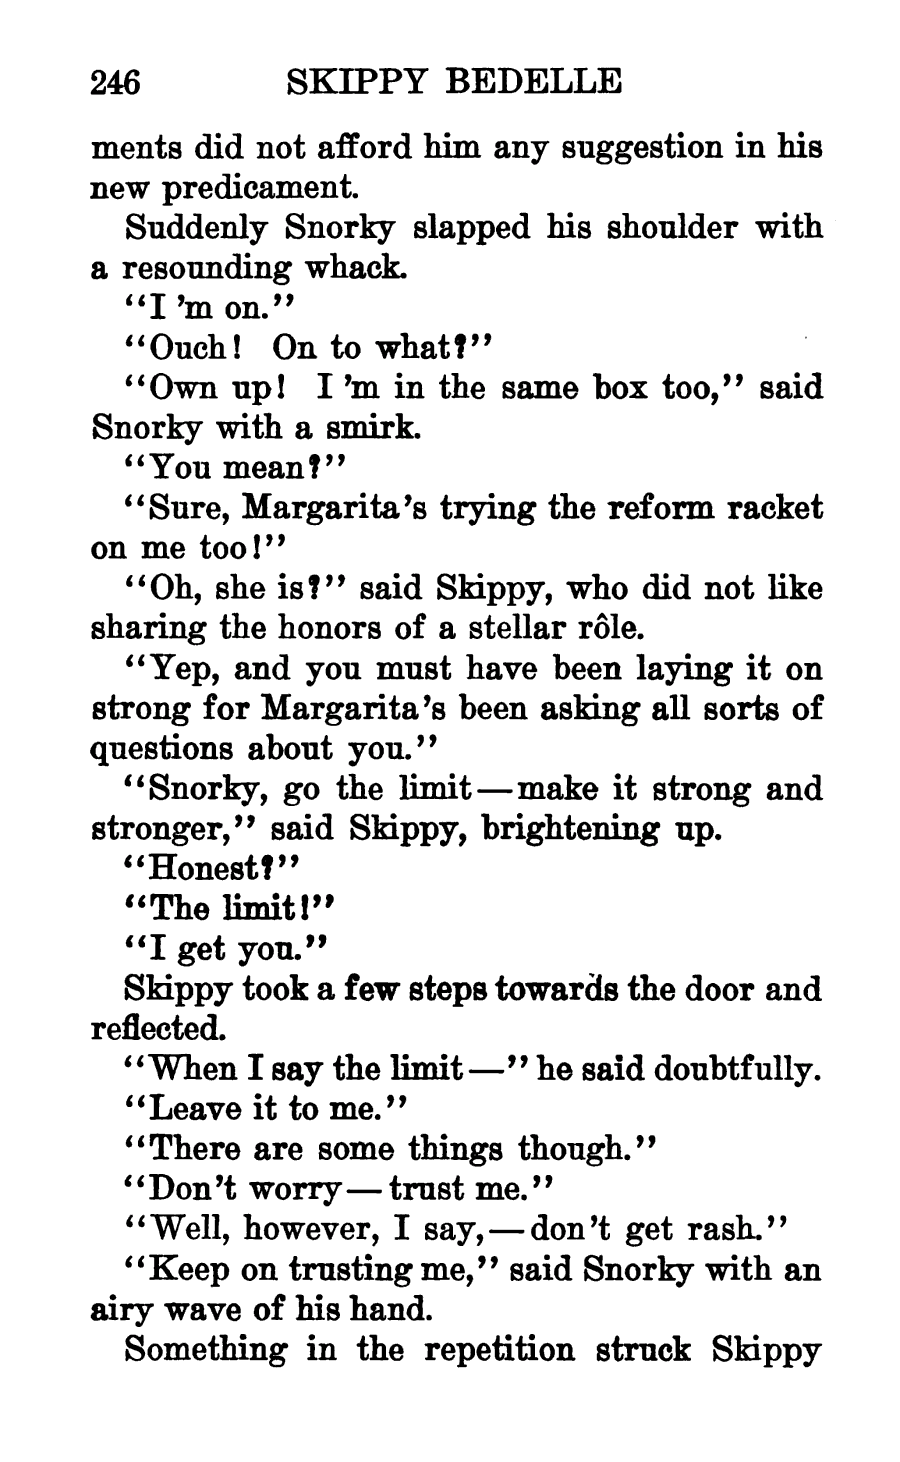 246 SKIPPY BEDELLE
ments did not afford him any suggestion in his
new predicament.
Suddenly Snorky slapped his shoulder with
a resounding whack.
"I 'm on."
"Ouch! On to what?"
"Own up! I 'm in the same box too," said
Snorky with a smirk.
"You mean?"
"Sure, Margarita's trying the reform racket
on me too!"
"Oh, she is?" said Skippy, who did not like
sharing the honors of a stellar rôle.
"Yep, and you must have been laying it on
strong for Margarita's been asking all sorts of
questions about you."
"Snorky, go the limit—make it strong and
stronger," said Skippy, brightening up.
"Honest?"
"The limit!"
"I get you."
Skippy took a few steps towards the door and
reflected.
"When I say the limit—" he said doubtfully.
"Leave it to me."
"There are some things though."
"Don't worry—trust me."
"Well, however, I say,—don't get rash."
"Keep on trusting me," said Snorky with an
airy wave of his hand.
Something in the repetition struck Skippy